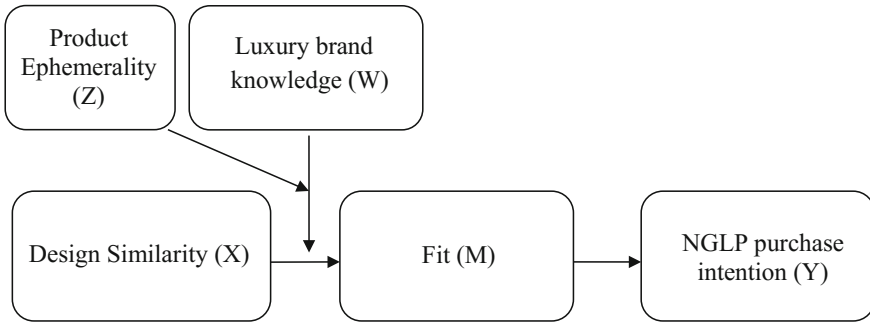 Product
Ephemerality
(Z)
Luxury brand
knowledge (W)
Design Similarity (X)
Fit (M)
NGLP purchase
intention (Y)